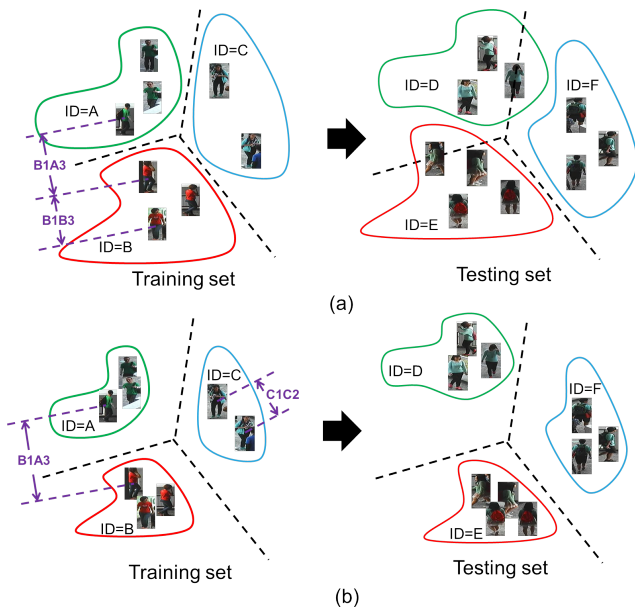 ID=A
ID=C
B1A3
B1B3
ID=B
Training set
ID=D
ID=F
ID=E
Testing set
(a)
ID=A
ID=C
C1C2
B1A3
ID=B
Training set
ID=D
ID=F
ID=E
Testing set
(b)